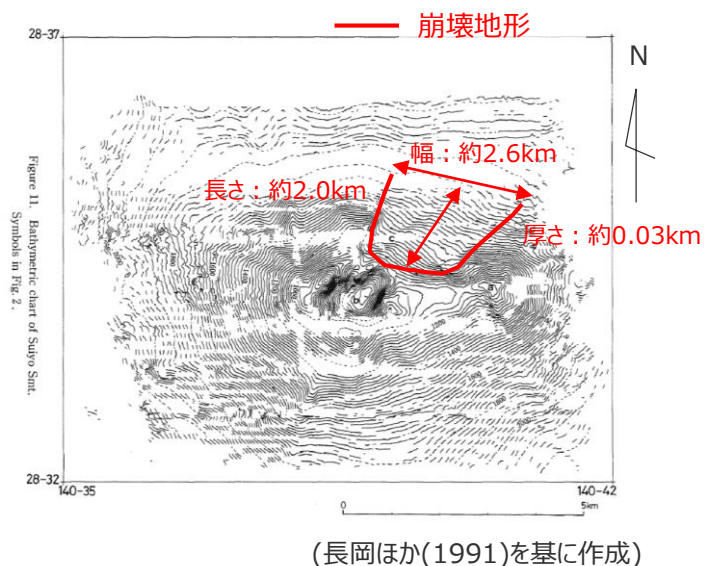 崩壊地形
28-37
N
幅：約2.6km
長さ：約2.0km
厚さ：約0.03km
Figure 11. Bathymetric chart of Suiyo Smt.
Symbols in Fig. 2.
28-32
140-35
140-42
0
5km
(長岡ほか(1991)を基に作成)